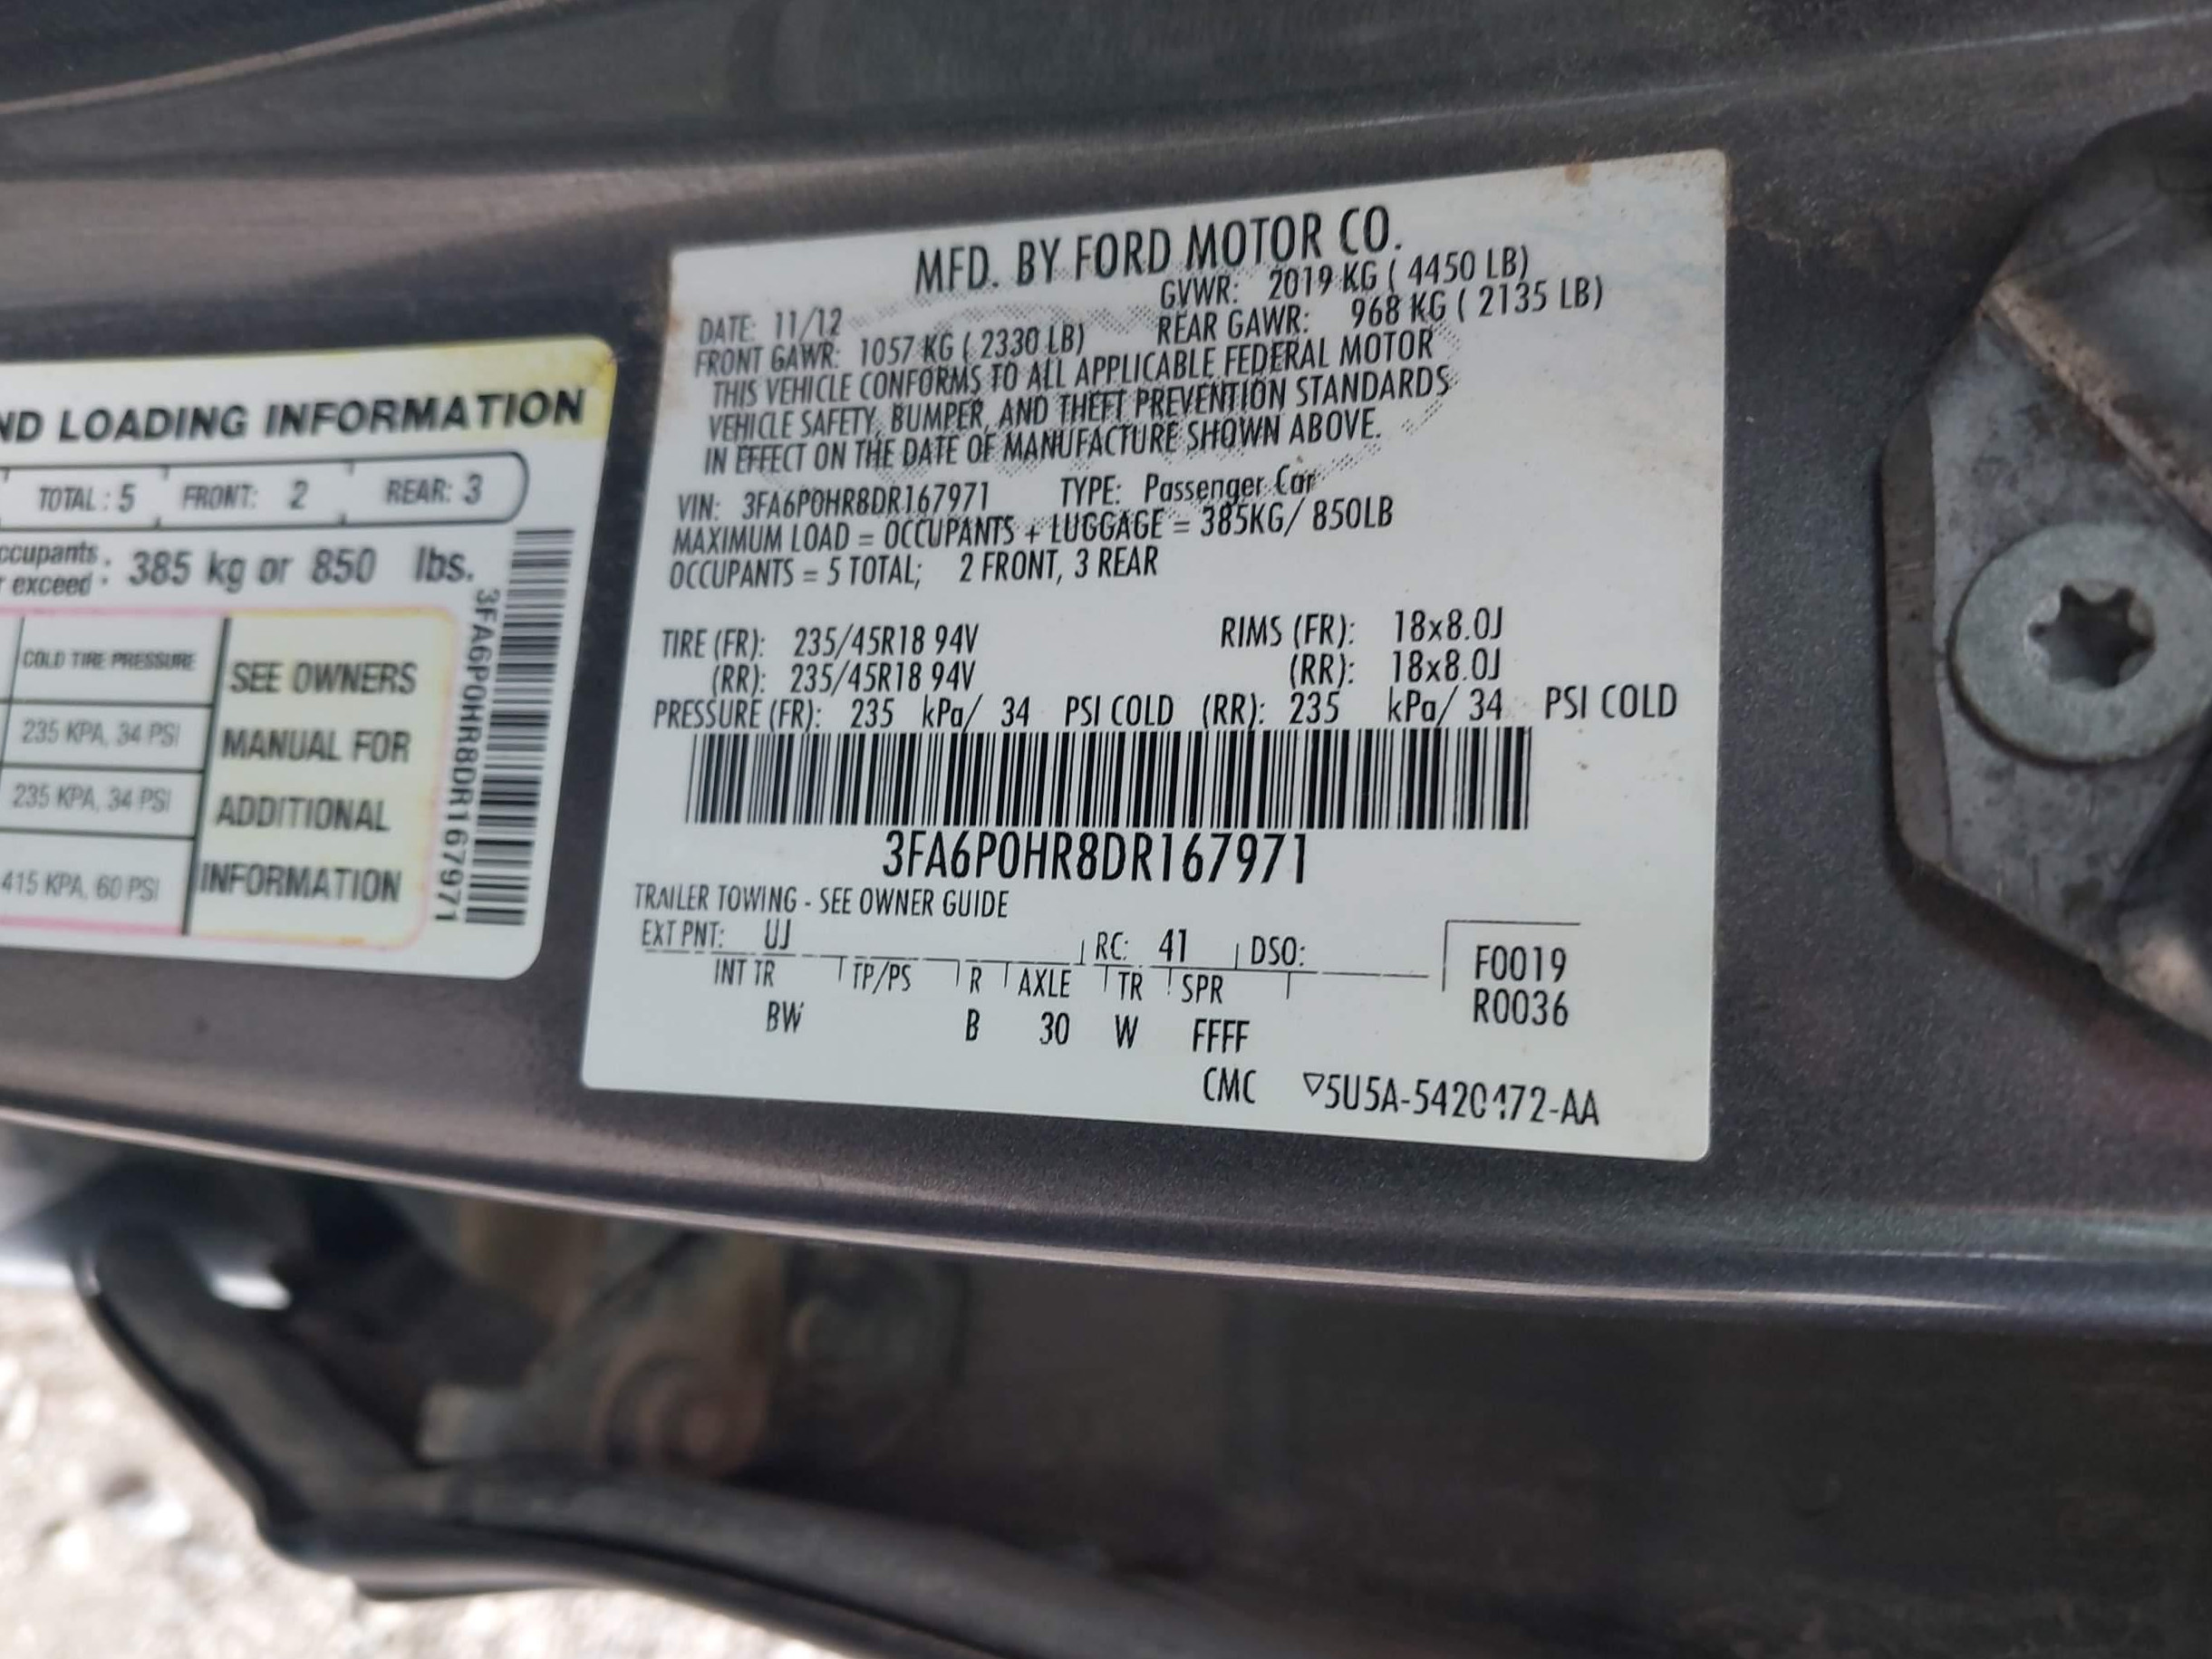 ND LOADING INFORMATION
TOTAL : 5 FRONT: 2 REAR: 3
ccupants
385 kg or 850 lbs.
exceed
COLD TIRE PRESSURE
235 KPA, 34 PSI
235 KPA, 34 PSI
415 KPA, 60 PSI
SEE OWNERS
MANUAL FOR
ADDITIONAL
INFORMATION
3FA6P0HR8DR167971
MFD. BY FORD MOTOR CO.
DATE: 11/12 GVWR: 2019 KG ( 4450 LB)
FRONT GAWR: 1057 KG ( 2330 LB) REAR GAWR: 968 KG ( 2135 LB)
THIS VEHICLE CONFORMS TO ALL APPLICABLE FEDERAL MOTOR
VEHICLE SAFETY, BUMPER, AND THEFT PREVENTION STANDARDS
IN EFFECT ON THE DATE OF MANUFACTURE SHOWN ABOVE.
VIN: 3FA6P0HR8DR167971 TYPE: Passenger Car
MAXIMUM LOAD = OCCUPANTS + LUGGAGE = 385KG/ 850LB
OCCUPANTS = 5 TOTAL; 2 FRONT, 3 REAR
TIRE (FR): 235/45R18 94V RIMS (FR): 18x8.0J
(RR): 235/45R18 94V (RR): 18x8.0J
PRESSURE (FR): 235 kPa/ 34 PSI COLD (RR): 235 kPa/ 34 PSI COLD
3FA6P0HR8DR167971
TRAILER TOWING - SEE OWNER GUIDE
EXT PNT: UJ RC: 41 DSO:
INT TR TP/PS R AXLE TR SPR
BW B 30 W FFFF
F0019
R0036
CMC ▽5U5A-5420472-AA